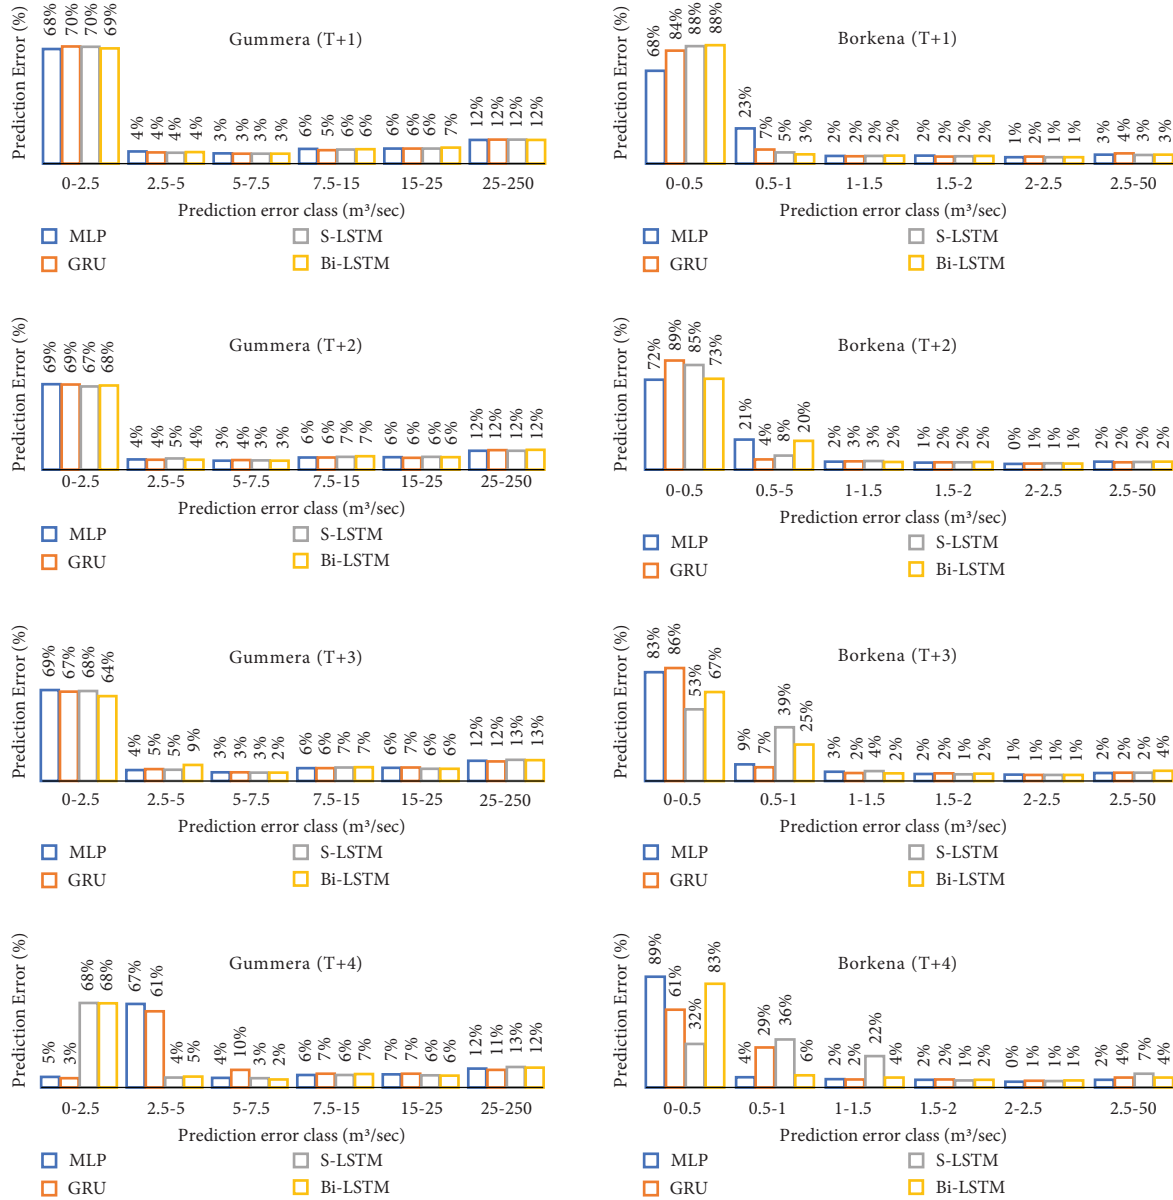 Prediction Error (%)
Gummera (T+1)
68% 70% 70% 69%
4% 4% 4% 4%
3% 3% 3% 3%
6% 5% 6% 6%
6% 6% 6% 7%
12% 12% 12% 12%
0-2.5 2.5-5 5-7.5 7.5-15 15-25 25-250
Prediction error class (m³/sec)
MLP S-LSTM
GRU Bi-LSTM
Prediction Error (%)
Borkena (T+1)
68% 84% 88% 88%
23% 7% 5% 3%
2% 2% 2% 2%
2% 2% 2% 2%
1% 2% 1% 1%
3% 4% 3% 3%
0-0.5 0.5-1 1-1.5 1.5-2 2-2.5 2.5-50
Prediction error class (m³/sec)
MLP S-LSTM
GRU Bi-LSTM
Prediction Error (%)
Gummera (T+2)
69% 69% 67% 68%
4% 4% 5% 4%
3% 4% 3% 3%
6% 6% 7% 7%
6% 6% 6% 6%
12% 12% 12% 12%
0-2.5 2.5-5 5-7.5 7.5-15 15-25 25-250
Prediction error class (m³/sec)
MLP S-LSTM
GRU Bi-LSTM
Prediction Error (%)
Borkena (T+2)
72% 89% 85% 73%
21% 4% 8% 20%
2% 3% 3% 2%
1% 2% 2% 2%
0% 1% 1% 1%
2% 2% 2% 2%
0-0.5 0.5-5 1-1.5 1.5-2 2-2.5 2.5-50
Prediction error class (m³/sec)
MLP S-LSTM
GRU Bi-LSTM
Prediction Error (%)
Gummera (T+3)
69% 67% 68% 64%
4% 5% 5% 9%
3% 3% 3% 2%
6% 6% 7% 7%
6% 7% 6% 6%
12% 12% 13% 13%
0-2.5 2.5-5 5-7.5 7.5-15 15-25 25-250
Prediction error class (m³/sec)
MLP S-LSTM
GRU Bi-LSTM
Prediction Error (%)
Borkena (T+3)
83% 86% 53% 67%
9% 7% 39% 25%
3% 2% 4% 2%
2% 2% 1% 2%
1% 1% 1% 1%
2% 2% 2% 4%
0-0.5 0.5-1 1-1.5 1.5-2 2-2.5 2.5-50
Prediction error class (m³/sec)
MLP S-LSTM
GRU Bi-LSTM
Prediction Error (%)
Gummera (T+4)
5% 3% 68% 68%
67% 61% 4% 5%
4% 10% 3% 2%
6% 7% 6% 7%
7% 7% 6% 6%
12% 11% 13% 12%
0-2.5 2.5-5 5-7.5 7.5-15 15-25 25-250
Prediction error class (m³/sec)
MLP S-LSTM
GRU Bi-LSTM
Prediction Error (%)
Borkena (T+4)
89% 61% 32% 83%
4% 29% 36% 6%
2% 2% 22% 4%
2% 2% 1% 2%
0% 1% 1% 1%
2% 4% 7% 4%
0-0.5 0.5-1 1-1.5 1.5-2 2-2.5 2.5-50
Prediction error class (m³/sec)
MLP S-LSTM
GRU Bi-LSTM